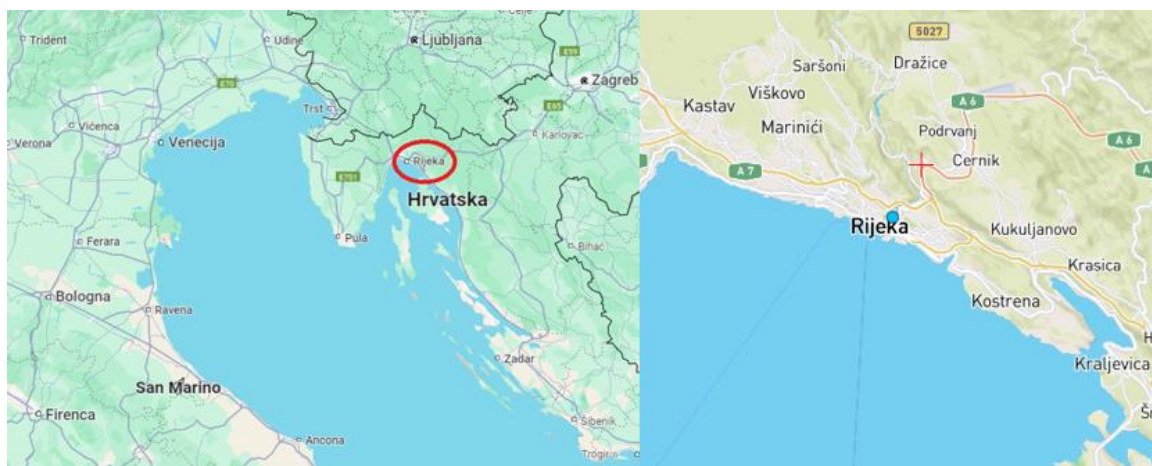 Trident
Udine
Ljubljana
Zagreb
E70
E59
Trst
E65
Karlovac
Verona
Vićenca
Venecija
Rijeka
E751
Hrvatska
Pula
Ferara
Bihać
Bologna
Ravena
Zadar
San Marino
Firenca
Šibenik
Ancona
Trogir
5027
Saršoni
Dražice
Viškovo
Kastav
A 6
Marinići
Podrvanj
A 6
Cernik
A 7
Rijeka
Kukuljanovo
Krasica
Kostrena
Kraljevica